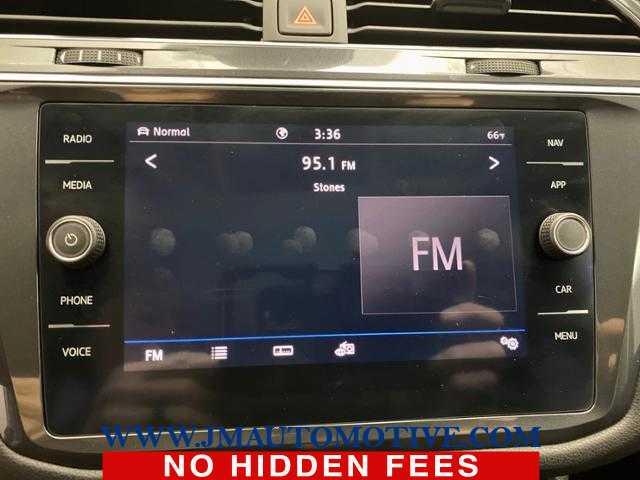 RADIO
MEDIA
PHONE
VOICE
Normal 3:36 66°F
< 95.1 FM >
Stones
FM
FM
NAV
APP
CAR
MENU
WWW.JMAUTOMOTIVE.COM
NO HIDDEN FEES